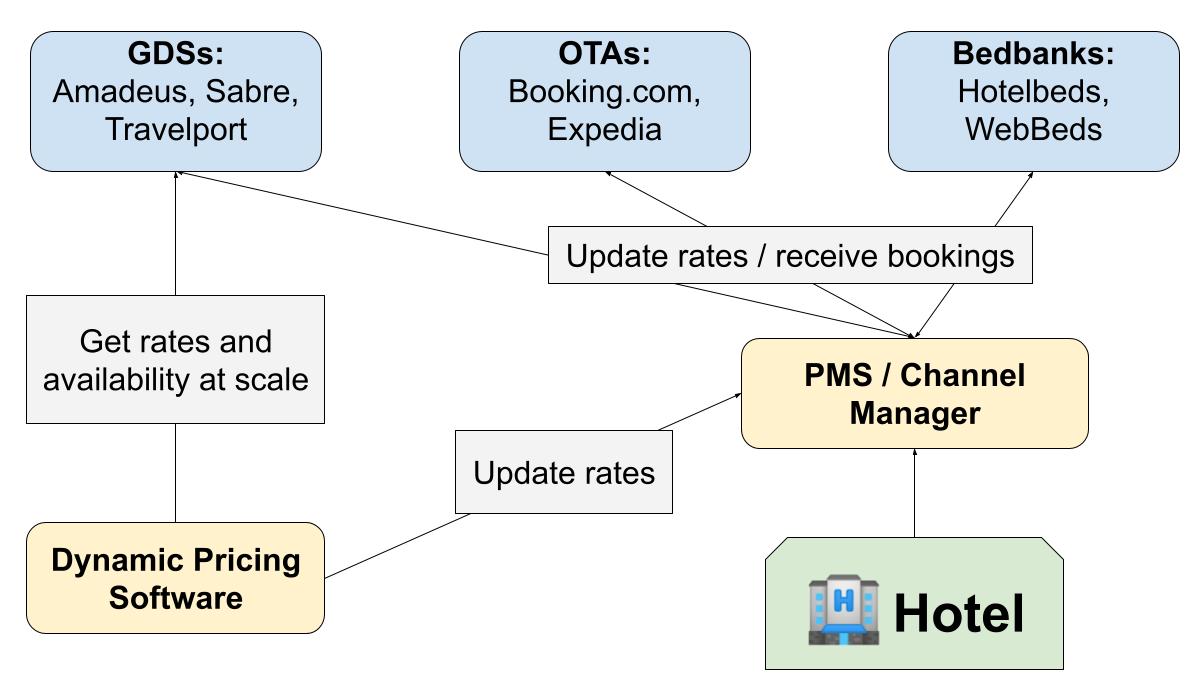 GDSs:
Amadeus, Sabre,
Travelport
OTAs:
Booking.com,
Expedia
Bedbanks:
Hotelbeds,
WebBeds
Update rates / receive bookings
Get rates and
availability at scale
PMS / Channel
Manager
Update rates
Dynamic Pricing
Software
H Hotel